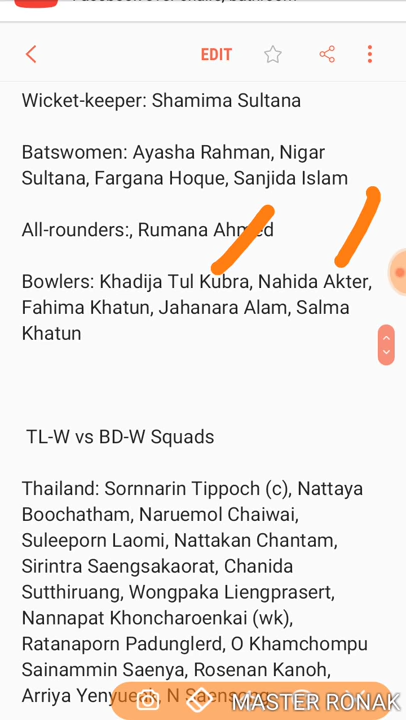 EDIT
Wicket-keeper: Shamima Sultana
Batswomen: Ayasha Rahman, Nigar
Sultana, Fargana Hoque, Sanjida Islam
All-rounders:, Rumana Ahmed
Bowlers: Khadija Tul Kubra, Nahida Akter,
Fahima Khatun, Jahanara Alam, Salma
Khatun
TL-W vs BD-W Squads
Thailand: Sornnarin Tippoch (c), Nattaya
Boochatham, Naruemol Chaiwai,
Suleeporn Laomi, Nattakan Chantam,
Sirintra Saengsakaorat, Chanida
Sutthiruang, Wongpaka Liengprasert,
Nannapat Khoncharoenkai (wk),
Ratanaporn Padunglerd, O Khamchompu
Sainammin Saenya, Rosenan Kanoh,
Arriya N
MASTER RONAK